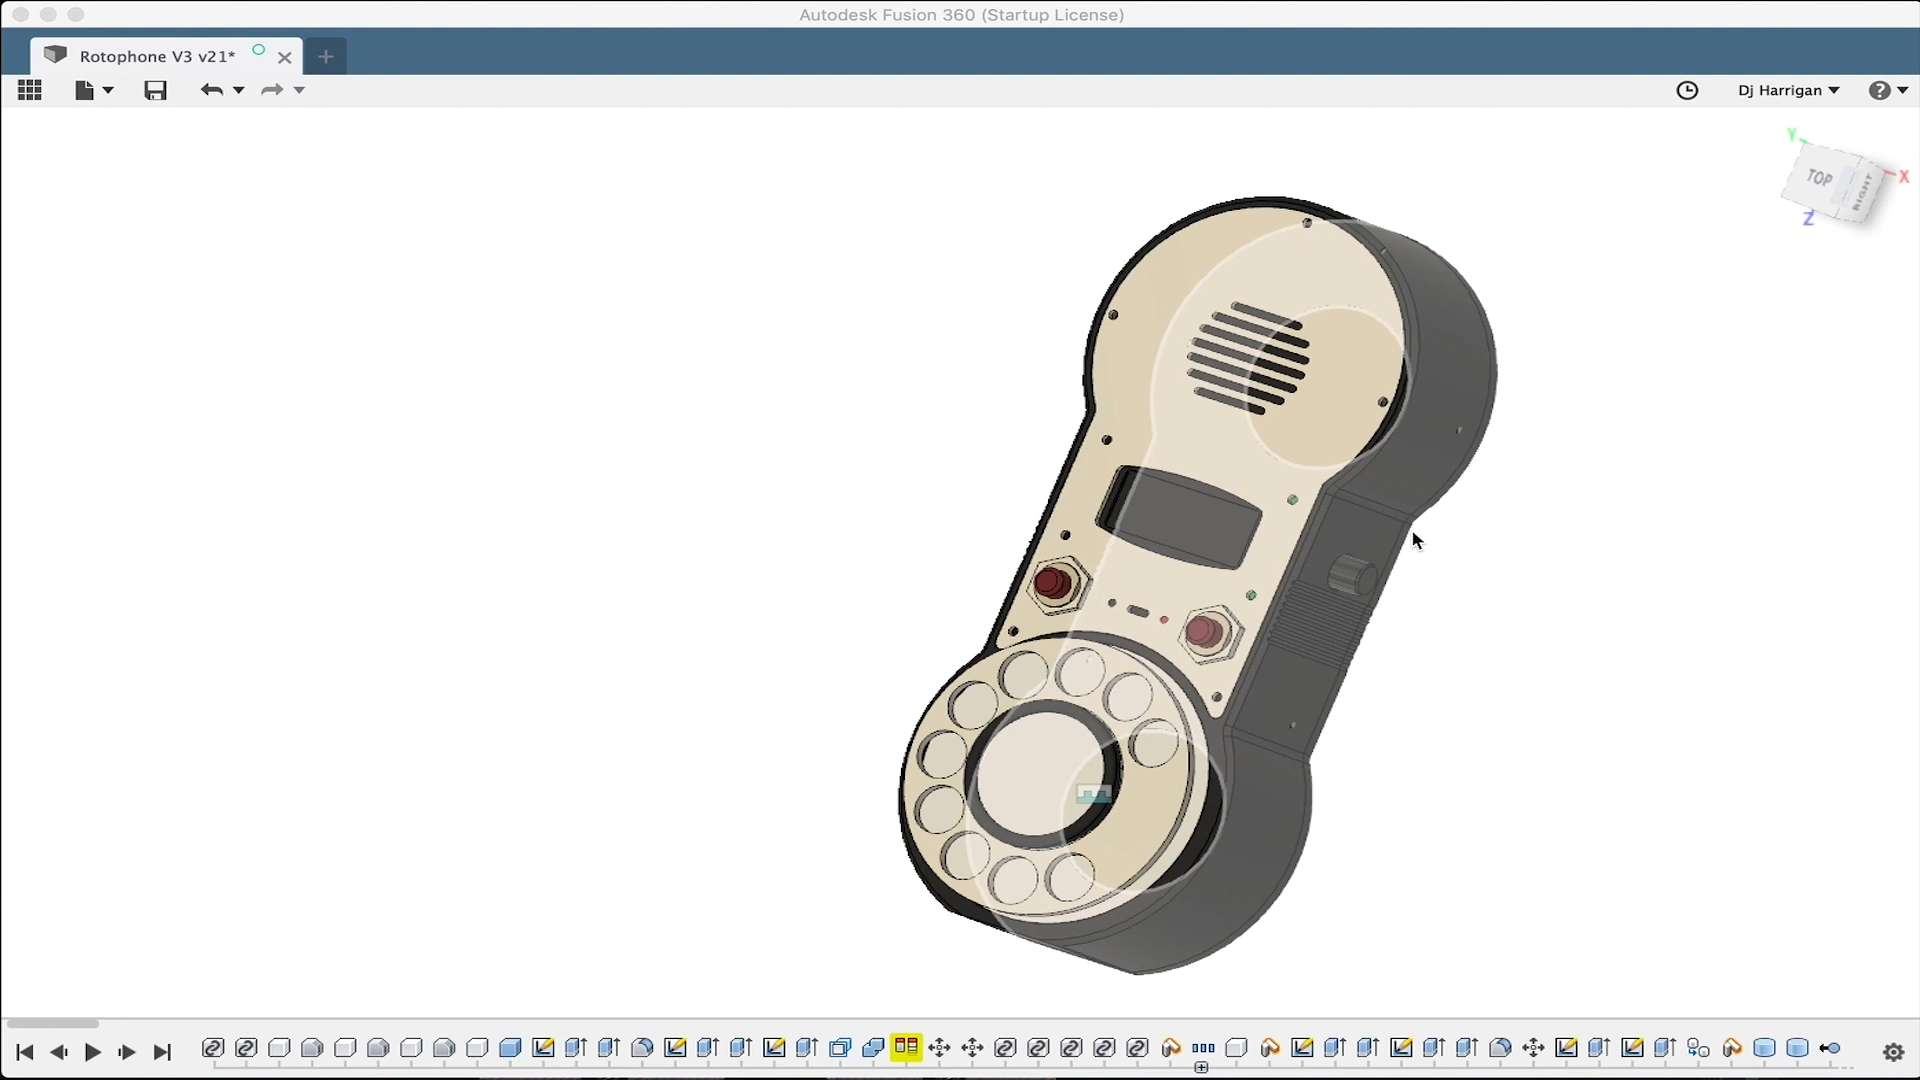 Autodesk Fusion 360 (Startup License)
Rotophone V3 v21*
Dj Harrigan
Y
TOP
RIGHT
X
Z